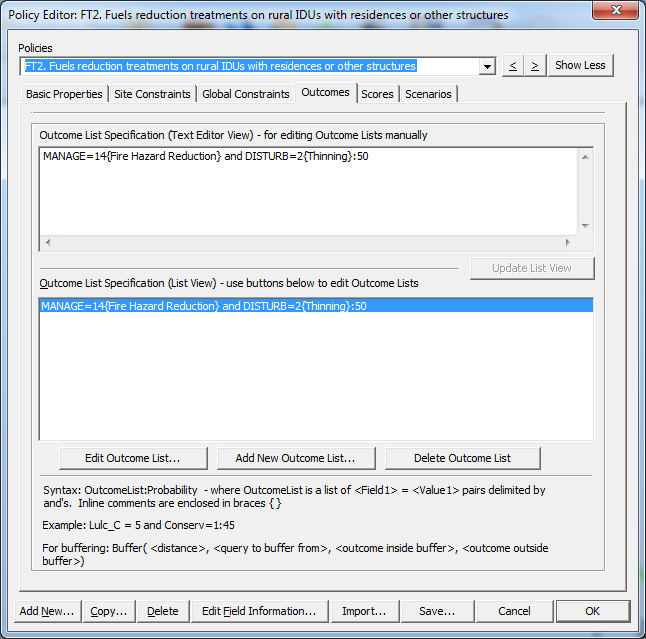 Policy Editor: FT2. Fuels reduction treatments on rural IDUs with residences or other structures
Policies
FT2. Fuels reduction treatments on rural IDUs with residences or other structures
< > Show Less
Basic Properties Site Constraints Global Constraints Outcomes Scores Scenarios
Outcome List Specification (Text Editor View) - for editing Outcome Lists manually
MANAGE=14{Fire Hazard Reduction} and DISTURB=2{Thinning}:50
Update List View
Outcome List Specification (List View) - use buttons below to edit Outcome Lists
MANAGE=14{Fire Hazard Reduction} and DISTURB=2{Thinning}:50
Edit Outcome List... Add New Outcome List... Delete Outcome List
Syntax: OutcomeList:Probability - where OutcomeList is a list of <Field1> = <Value1> pairs delimited by
and's. Inline comments are enclosed in braces { }
Example: Lulc_C = 5 and Conserv=1:45
For buffering: Buffer( <distance>, <query to buffer from>, <outcome inside buffer>, <outcome outside
buffer>)
Add New... Copy... Delete Edit Field Information... Import... Save... Cancel OK